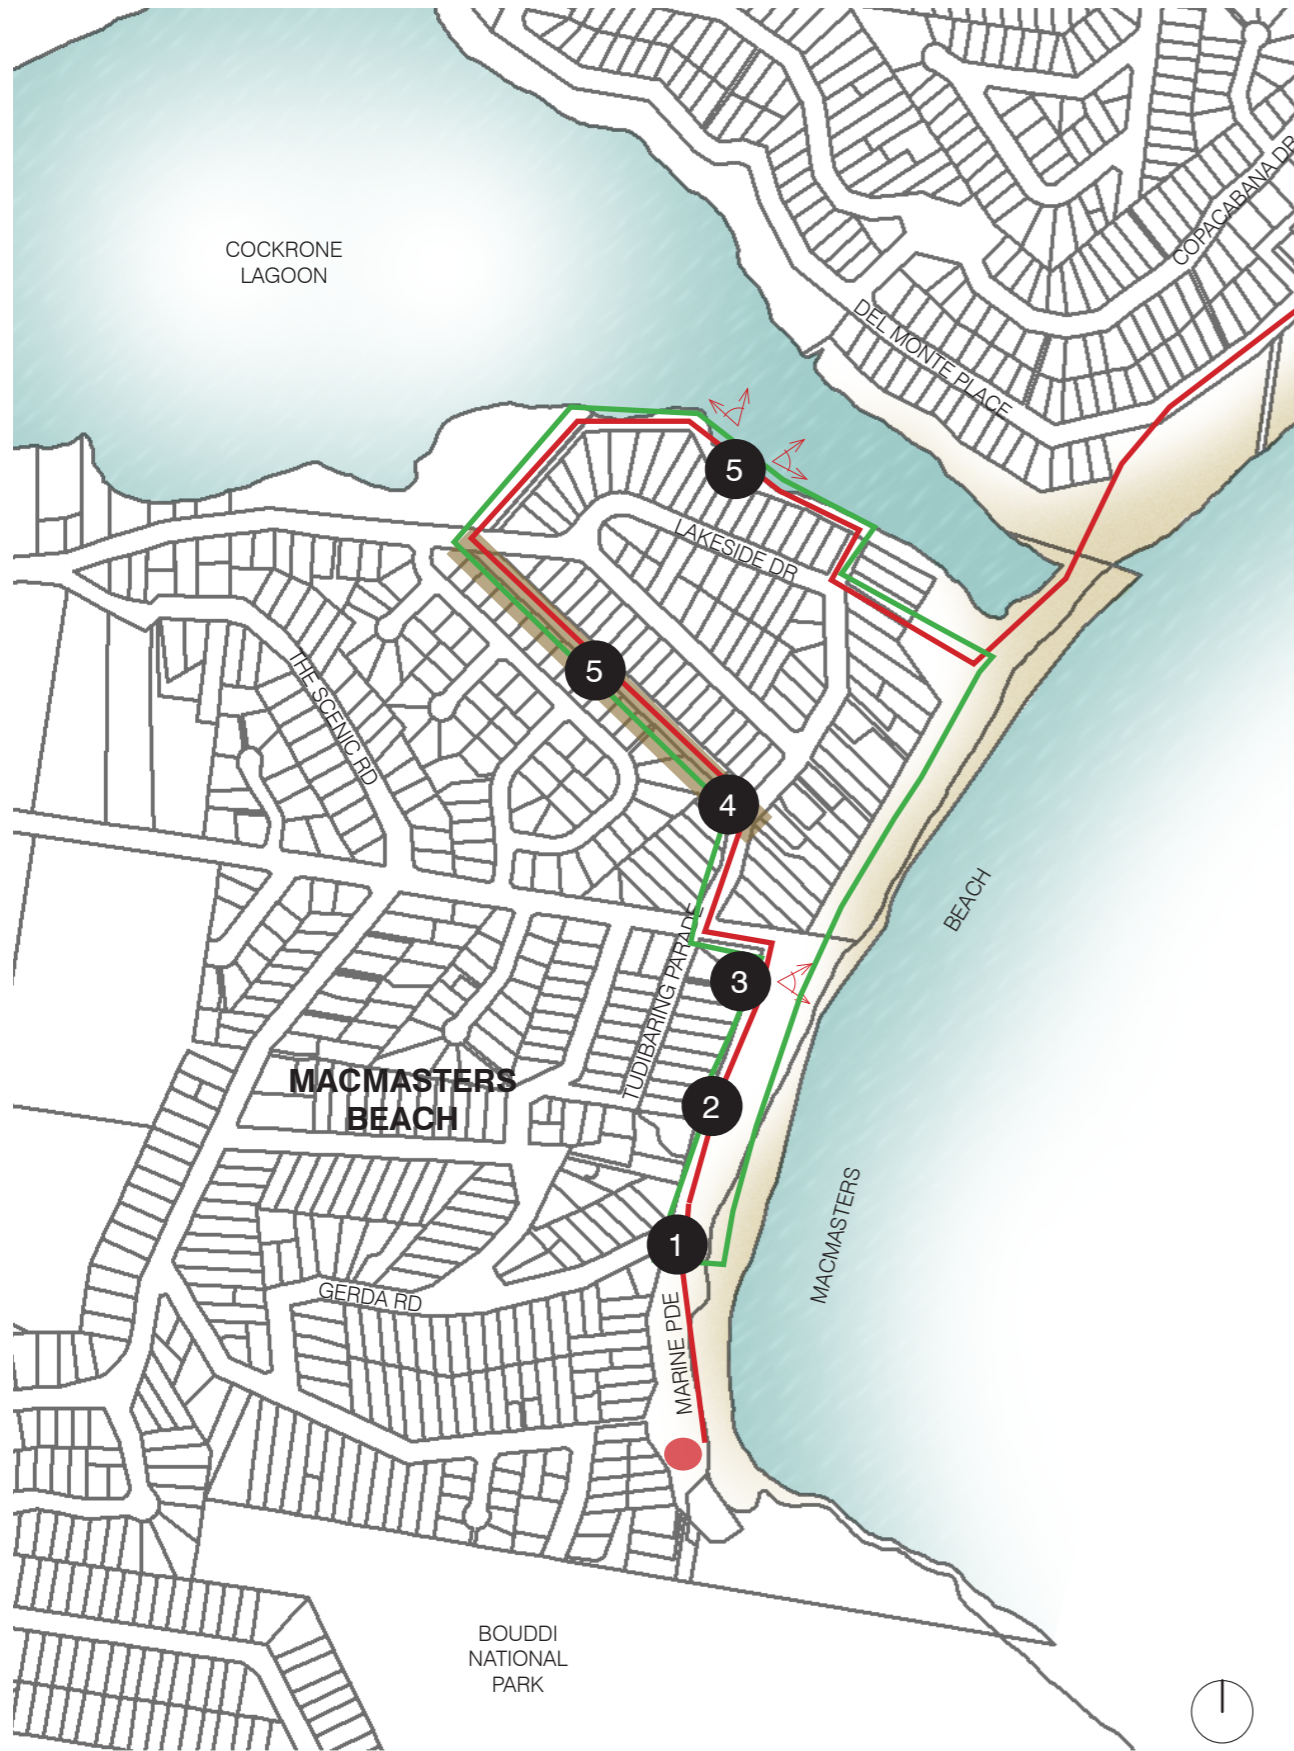 COPACABANA DR
COCKRONE
LAGOON
DEL MONTE PLACE
5
LAKESIDE DR
5
THE SCENIC RD
4
BEACH
TUDIBARING PARADE
3
MACMASTERS
BEACH
2
MACMASTERS
1
GERDA RD
MARINE PDE
BOUDDI
NATIONAL
PARK